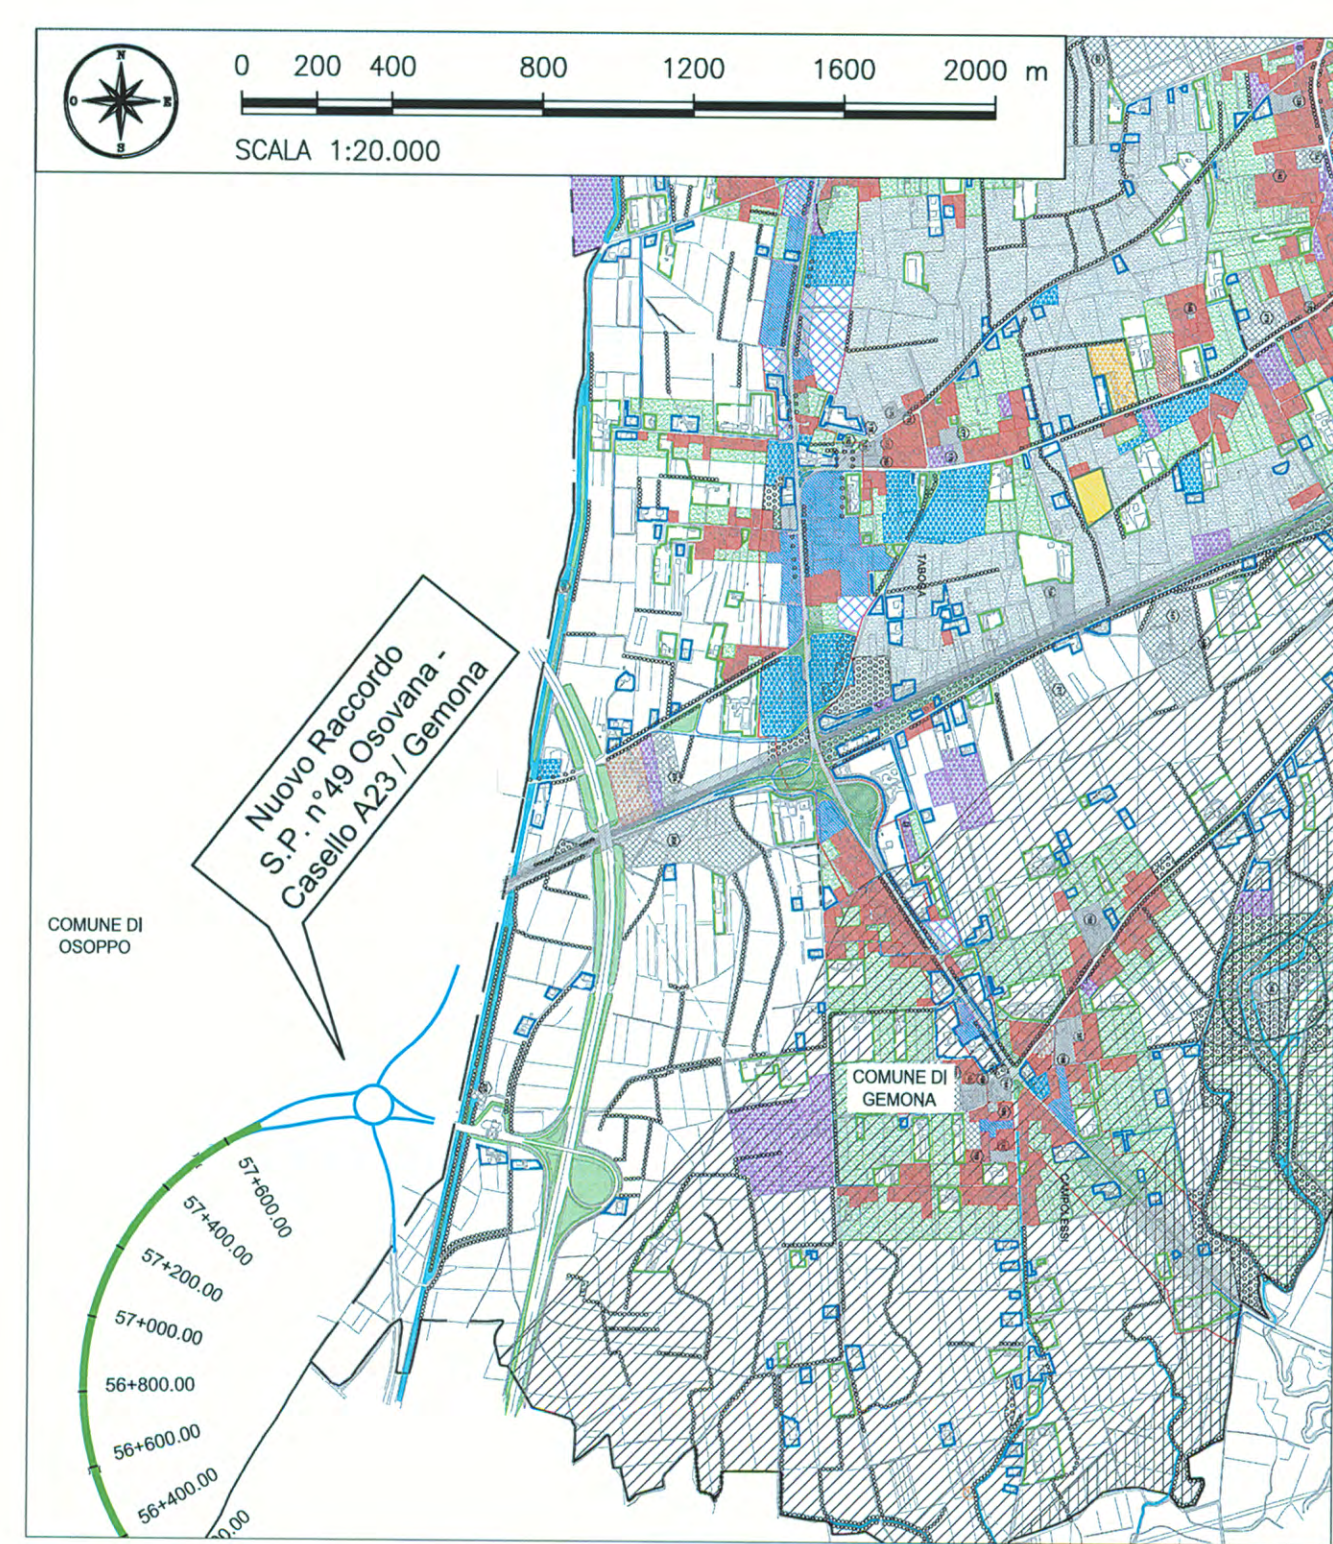 N
O
E
S
0 200 400 800 1200 1600 2000 m
SCALA 1:20.000
TABOGA
Nuovo Raccordo
S.P. n°49 Osovana -
Casello A23 / Gemona
COMUNE DI
OSOPPO
COMUNE DI
GEMONA
CAMPOLESSI
57+600.00
57+400.00
57+200.00
57+000.00
56+800.00
56+600.00
56+400.00
0.00